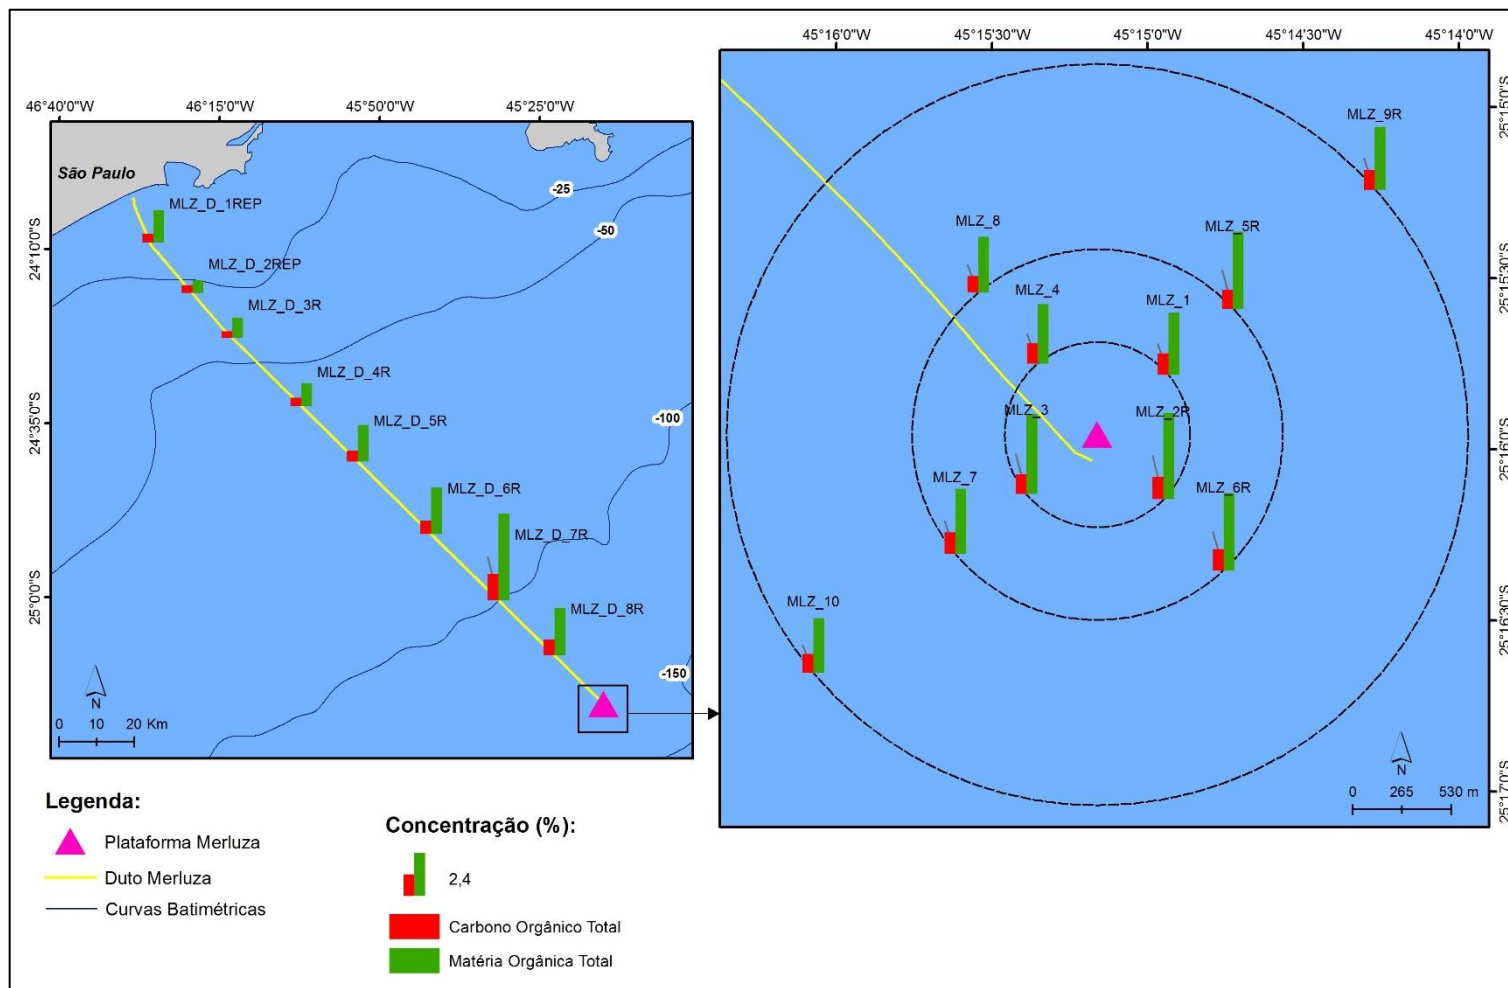 46°40'0"W 46°15'0"W 45°50'0"W 45°25'0"W
São Paulo
MLZ_D_1REP
-25
-50
24°10'0"S
MLZ_D_2REP
MLZ_D_3R
MLZ_D_4R
-100
24°35'0"S
MLZ_D_5R
MLZ_D_6R
MLZ_D_7R
25°0'0"S
MLZ_D_8R
-150
N
0 10 20 Km
45°16'0"W 45°15'30"W 45°15'0"W 45°14'30"W 45°14'0"W
25°15'0"S
MLZ_9R
MLZ_8
MLZ_5R
25°15'30"S
MLZ_4
MLZ_1
MLZ_3
MLZ_2R
25°16'0"S
MLZ_7
MLZ_6R
MLZ_10
25°16'30"S
N
25°17'0"S
0 265 530 m
Legenda:
Plataforma Merluza
Duto Merluza
Curvas Batimétricas
Concentração (%):
2,4
Carbono Orgânico Total
Matéria Orgânica Total